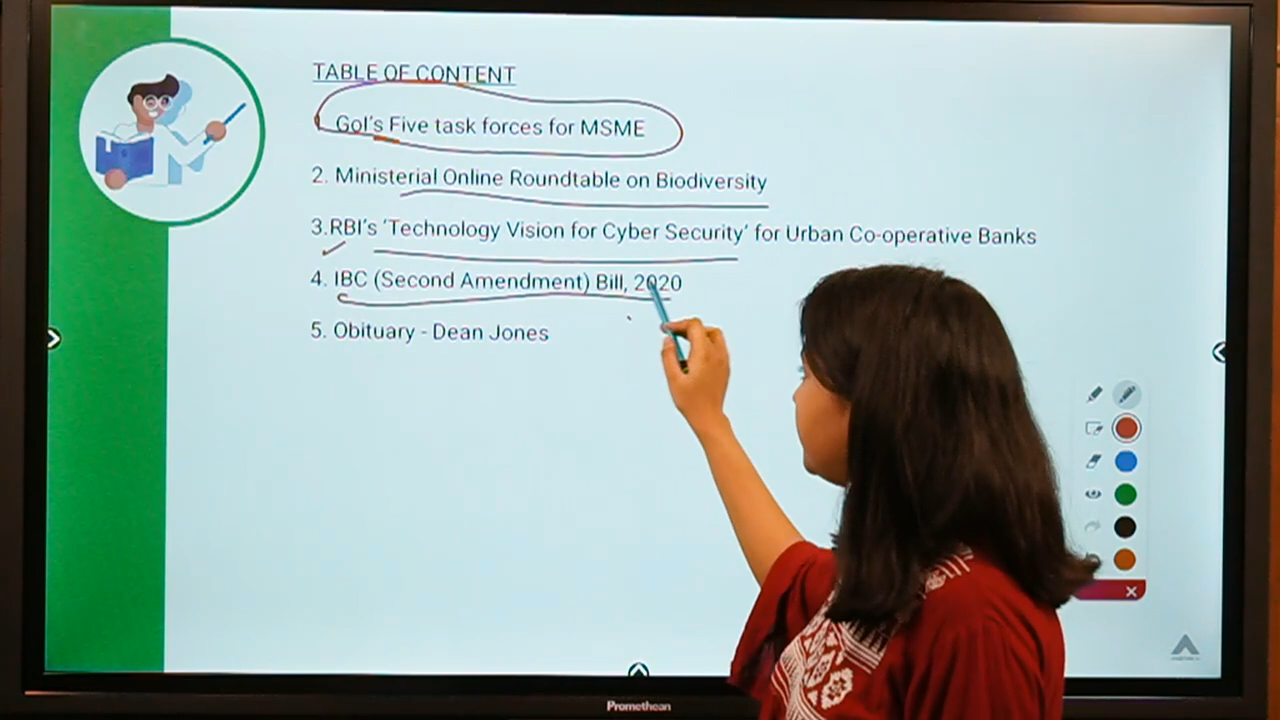 TABLE OF CONTENT
GoI's Five task forces for MSME
2. Ministerial Online Roundtable on Biodiversity
3.RBI's 'Technology Vision for Cyber Security' for Urban Co-operative Banks
4. IBC (Second Amendment) Bill, 2020
5. Obituary - Dean Jones
Promethean